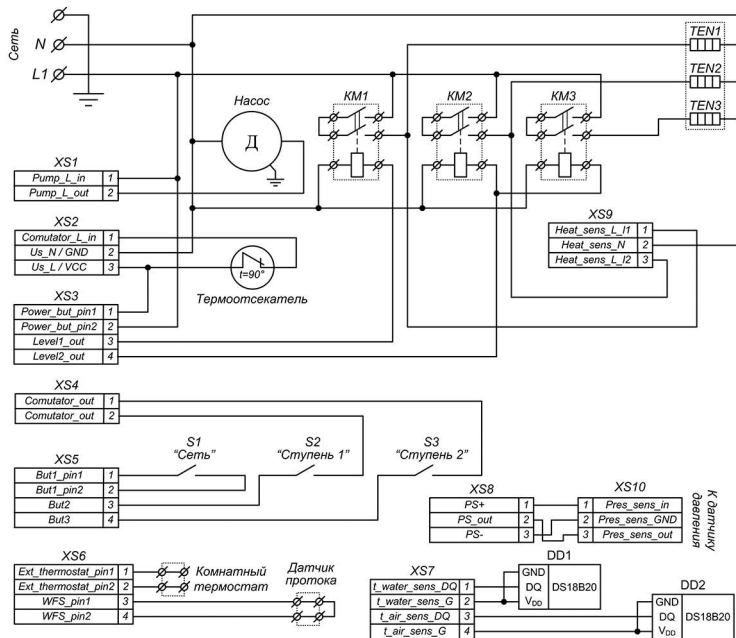 Сеть
N
L1
TEN1
TEN2
TEN3
Насос
Д
КМ1
КМ2
КМ3
XS1
Pump_L_in 1
Pump_L_out 2
XS2
Comutator_L_in 1
Us_N / GND 2
Us_L / VCC 3
t=90°
Термоотсекатель
XS9
Heat_sens_L_I1 1
Heat_sens_N 2
Heat_sens_L_I2 3
XS3
Power_but_pin1 1
Power_but_pin2 2
Level1_out 3
Level2_out 4
XS4
Comutator_out 1
Comutator_out 2
S1
“Сеть”
S2
“Ступень 1”
S3
“Ступень 2”
XS5
But1_pin1 1
But1_pin2 2
But2 3
But3 4
XS8
PS+ 1
PS_out 2
PS- 3
XS10
1 Pres_sens_in
2 Pres_sens_GND
3 Pres_sens_out
К датчику
давления
XS6
Ext_thermostat_pin1 1
Ext_thermostat_pin2 2
WFS_pin1 3
WFS_pin2 4
Комнатный
термостат
Датчик
протока
XS7
t_water_sens_DQ 1
t_water_sens_G 2
t_air_sens_DQ 3
t_air_sens_G 4
DD1
GND
DQ DS18B20
VDD
DD2
GND
DQ DS18B20
VDD